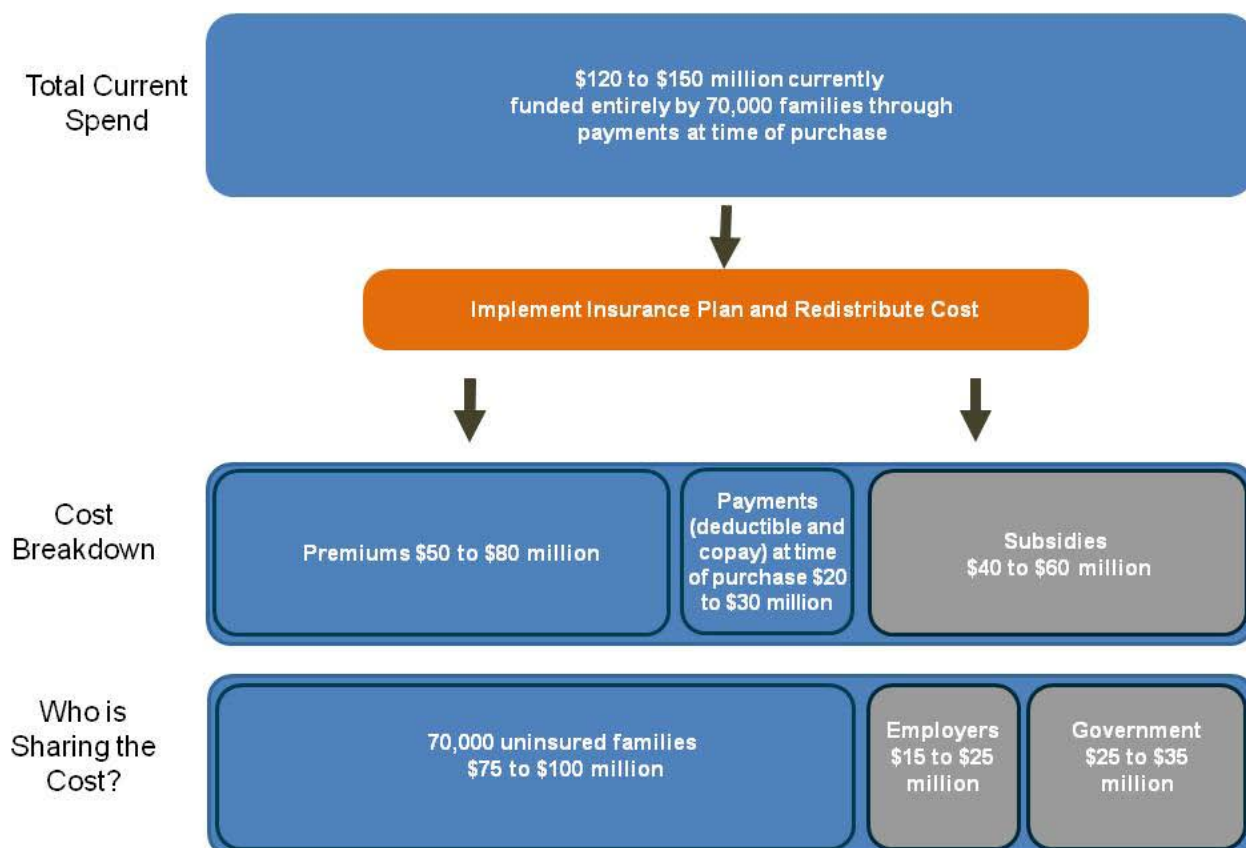 Total Current
Spend
$120 to $150 million currently
funded entirely by 70,000 families through
payments at time of purchase
Implement Insurance Plan and Redistribute Cost
Cost
Breakdown
Premiums $50 to $80 million
Payments
(deductible and
copay) at time
of purchase $20
to $30 million
Subsidies
$40 to $60 million
Who is
Sharing the
Cost?
70,000 uninsured families
$75 to $100 million
Employers
$15 to $25
million
Government
$25 to $35
million